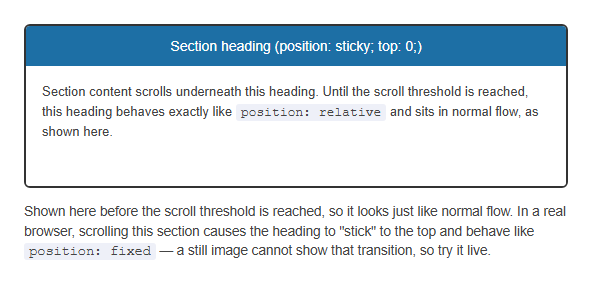 Section heading (position: sticky; top: 0;)
Section content scrolls underneath this heading. Until the scroll threshold is reached,
this heading behaves exactly like position: relative and sits in normal flow, as
shown here.
Shown here before the scroll threshold is reached, so it looks just like normal flow. In a real
browser, scrolling this section causes the heading to "stick" to the top and behave like
position: fixed — a still image cannot show that transition, so try it live.